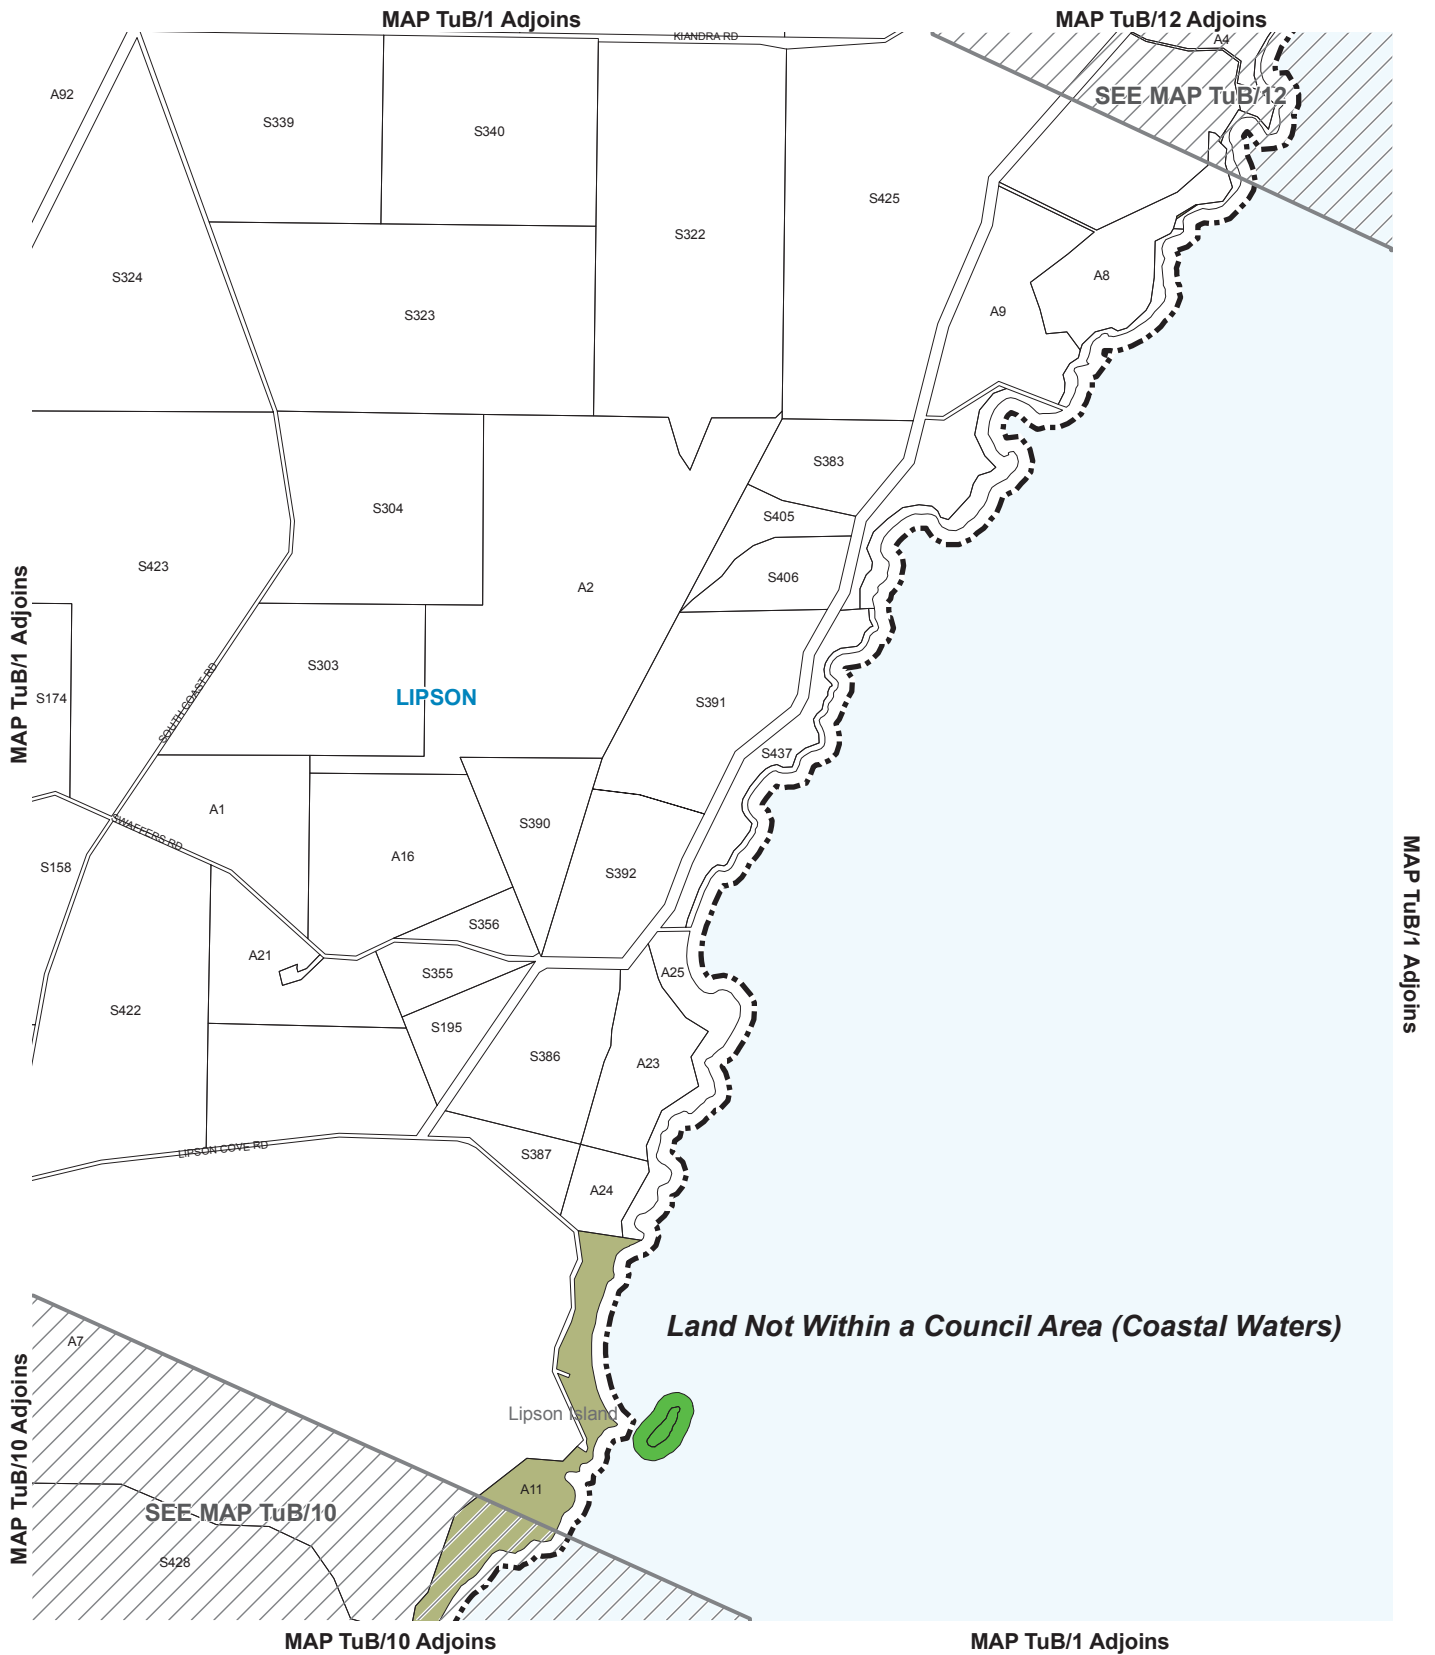 MAP TuB/1 Adjoins
MAP TuB/12 Adjoins
KIANDRA RD
A4
A92
SEE MAP TuB/12
S339
S340
S425
S322
S324
A8
S323
A9
S383
S304
S405
S423
S406
A2
MAP TuB/1 Adjoins
S303
SOUTH COAST RD
S174
LIPSON
S391
S437
A1
S390
SWAFFERS RD
A16
S158
S392
MAP TuB/1 Adjoins
S356
A21
S355
A25
S422
S195
S386
A23
LIPSON COVE RD
S387
A24
Land Not Within a Council Area (Coastal Waters)
A7
MAP TuB/10 Adjoins
Lipson Island
A11
SEE MAP TuB/10
S428
MAP TuB/10 Adjoins
MAP TuB/1 Adjoins